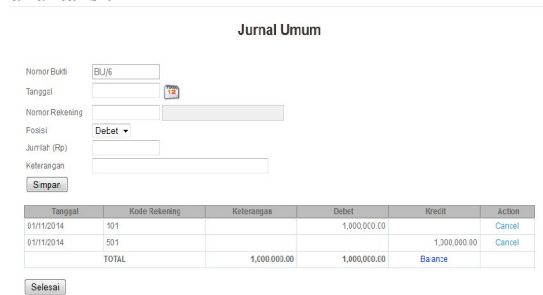 Jurnal Umum
Nomor Bukti BU/6
Tanggal
Nomor Rekening
Posisi Debet
Jumlah (Rp)
Keterangan
Simpan
Tanggal Kode Rekening Keterangan Debet Kredit Action
01/11/2014 101 1,000,000.00 Cancel
01/11/2014 501 1,000,000.00 Cancel
TOTAL 1,000,000.00 1,000,000.00 Balance
Selesai